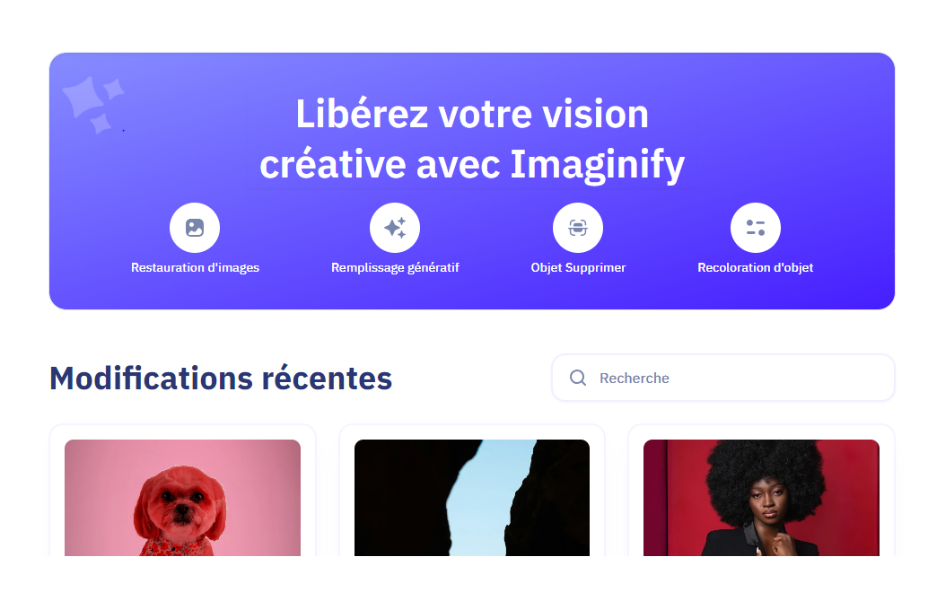 Libérez votre vision
créative avec Imaginify
Restauration d'images
Remplissage génératif
Objet Supprimer
Recoloration d'objet
Modifications récentes
Recherche